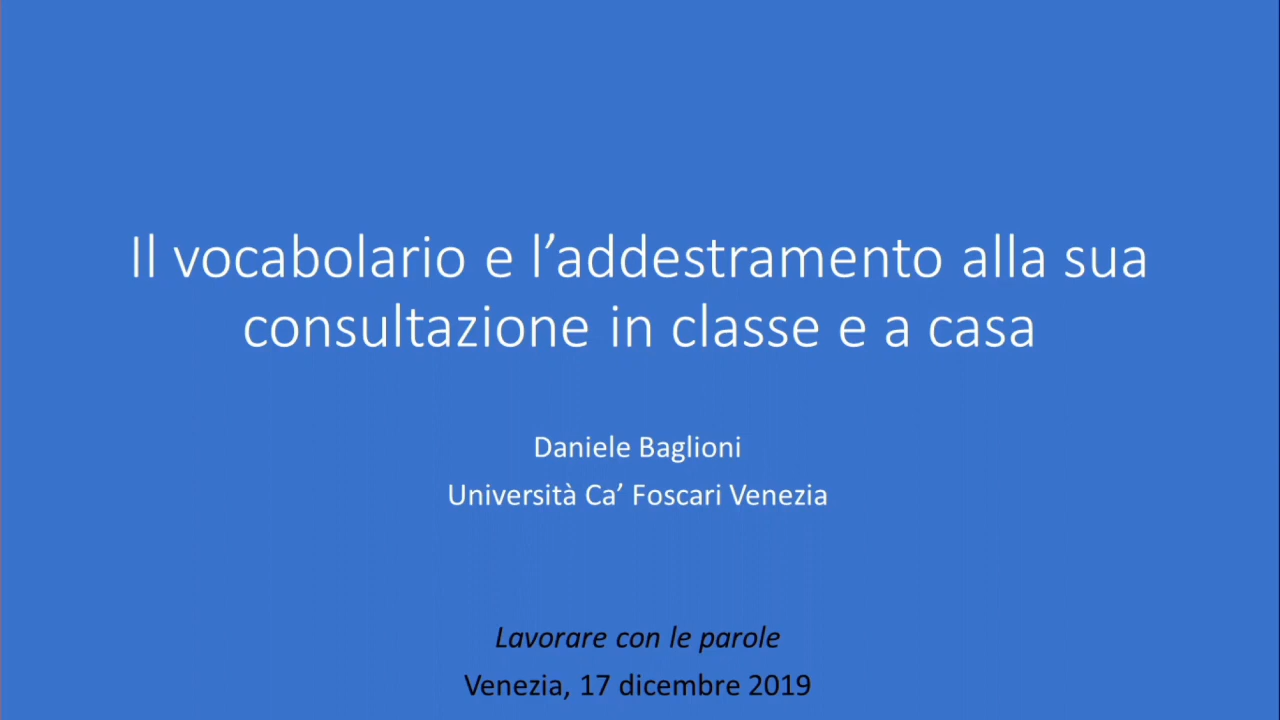 Il vocabolario e l’addestramento alla sua
consultazione in classe e a casa
Daniele Baglioni
Università Ca’ Foscari Venezia
Lavorare con le parole
Venezia, 17 dicembre 2019